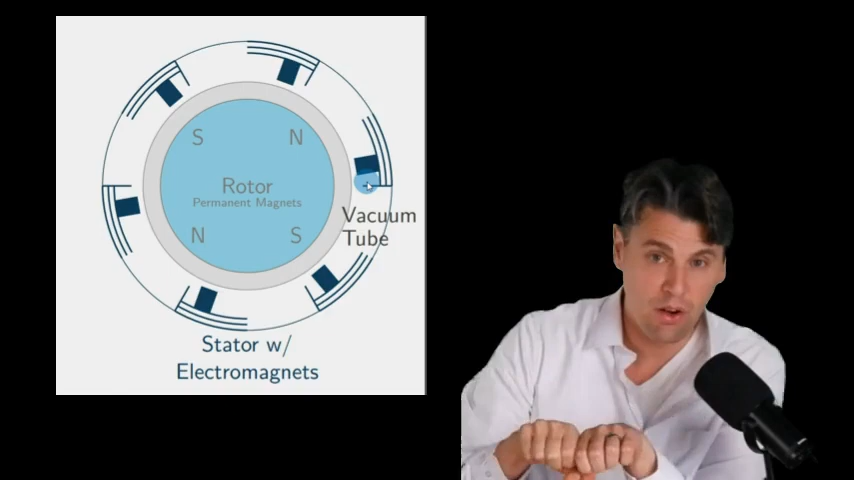 S N
Rotor
Permanent Magnets
N S
Vacuum
Tube
Stator w/
Electromagnets